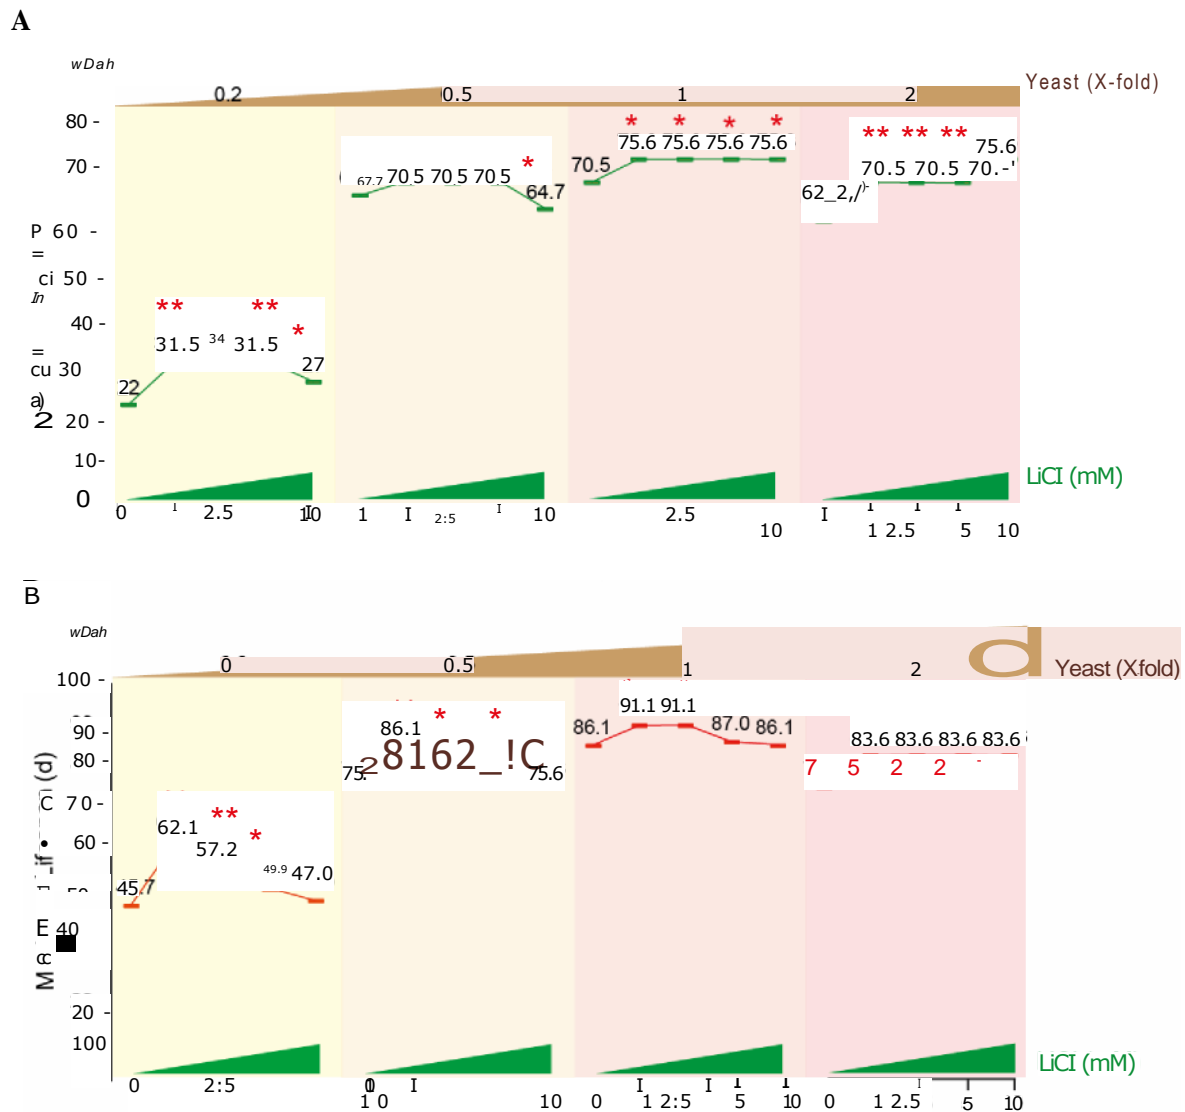 A
wDah
Yeast (X-fold)
0.2 0.5 1 2
80 -
** ** **
* * * *
75.6 75.6 75.6 75.6
75.6
70 -
70.5
*
67.7 70.5 70.5 70.5
64.7
70.5 70.5 70.-'
62_2,/
P 60 -
=
ci 50 -
In
** ** *
40 -
31.5 34 31.5
=
cu 30
27
22
a)
2 20 -
10-
LiCI (mM)
0
0 I 2.5 10
1 I 2:5 I 10
2.5
10
I I I I
1 2.5 5 10
B
wDah
0.5 1 2
d
Yeast (Xfold)
100 -
91.1 91.1
* *
86.1
86.1
87.0 86.1
90 -
83.6 83.6 83.6 83.6
28162_!C
75.
75.6
80 -
7 5 2 2 -
(d)
C 70 -
62.1
** *
57.2
60 -
_if •
49.9 47.0
45.7
E 40
M
20 -
100
LiCI (mM)
0 2:5
I
1 0 10
0 1 2:5 5 10
0 1 2.5 5 10